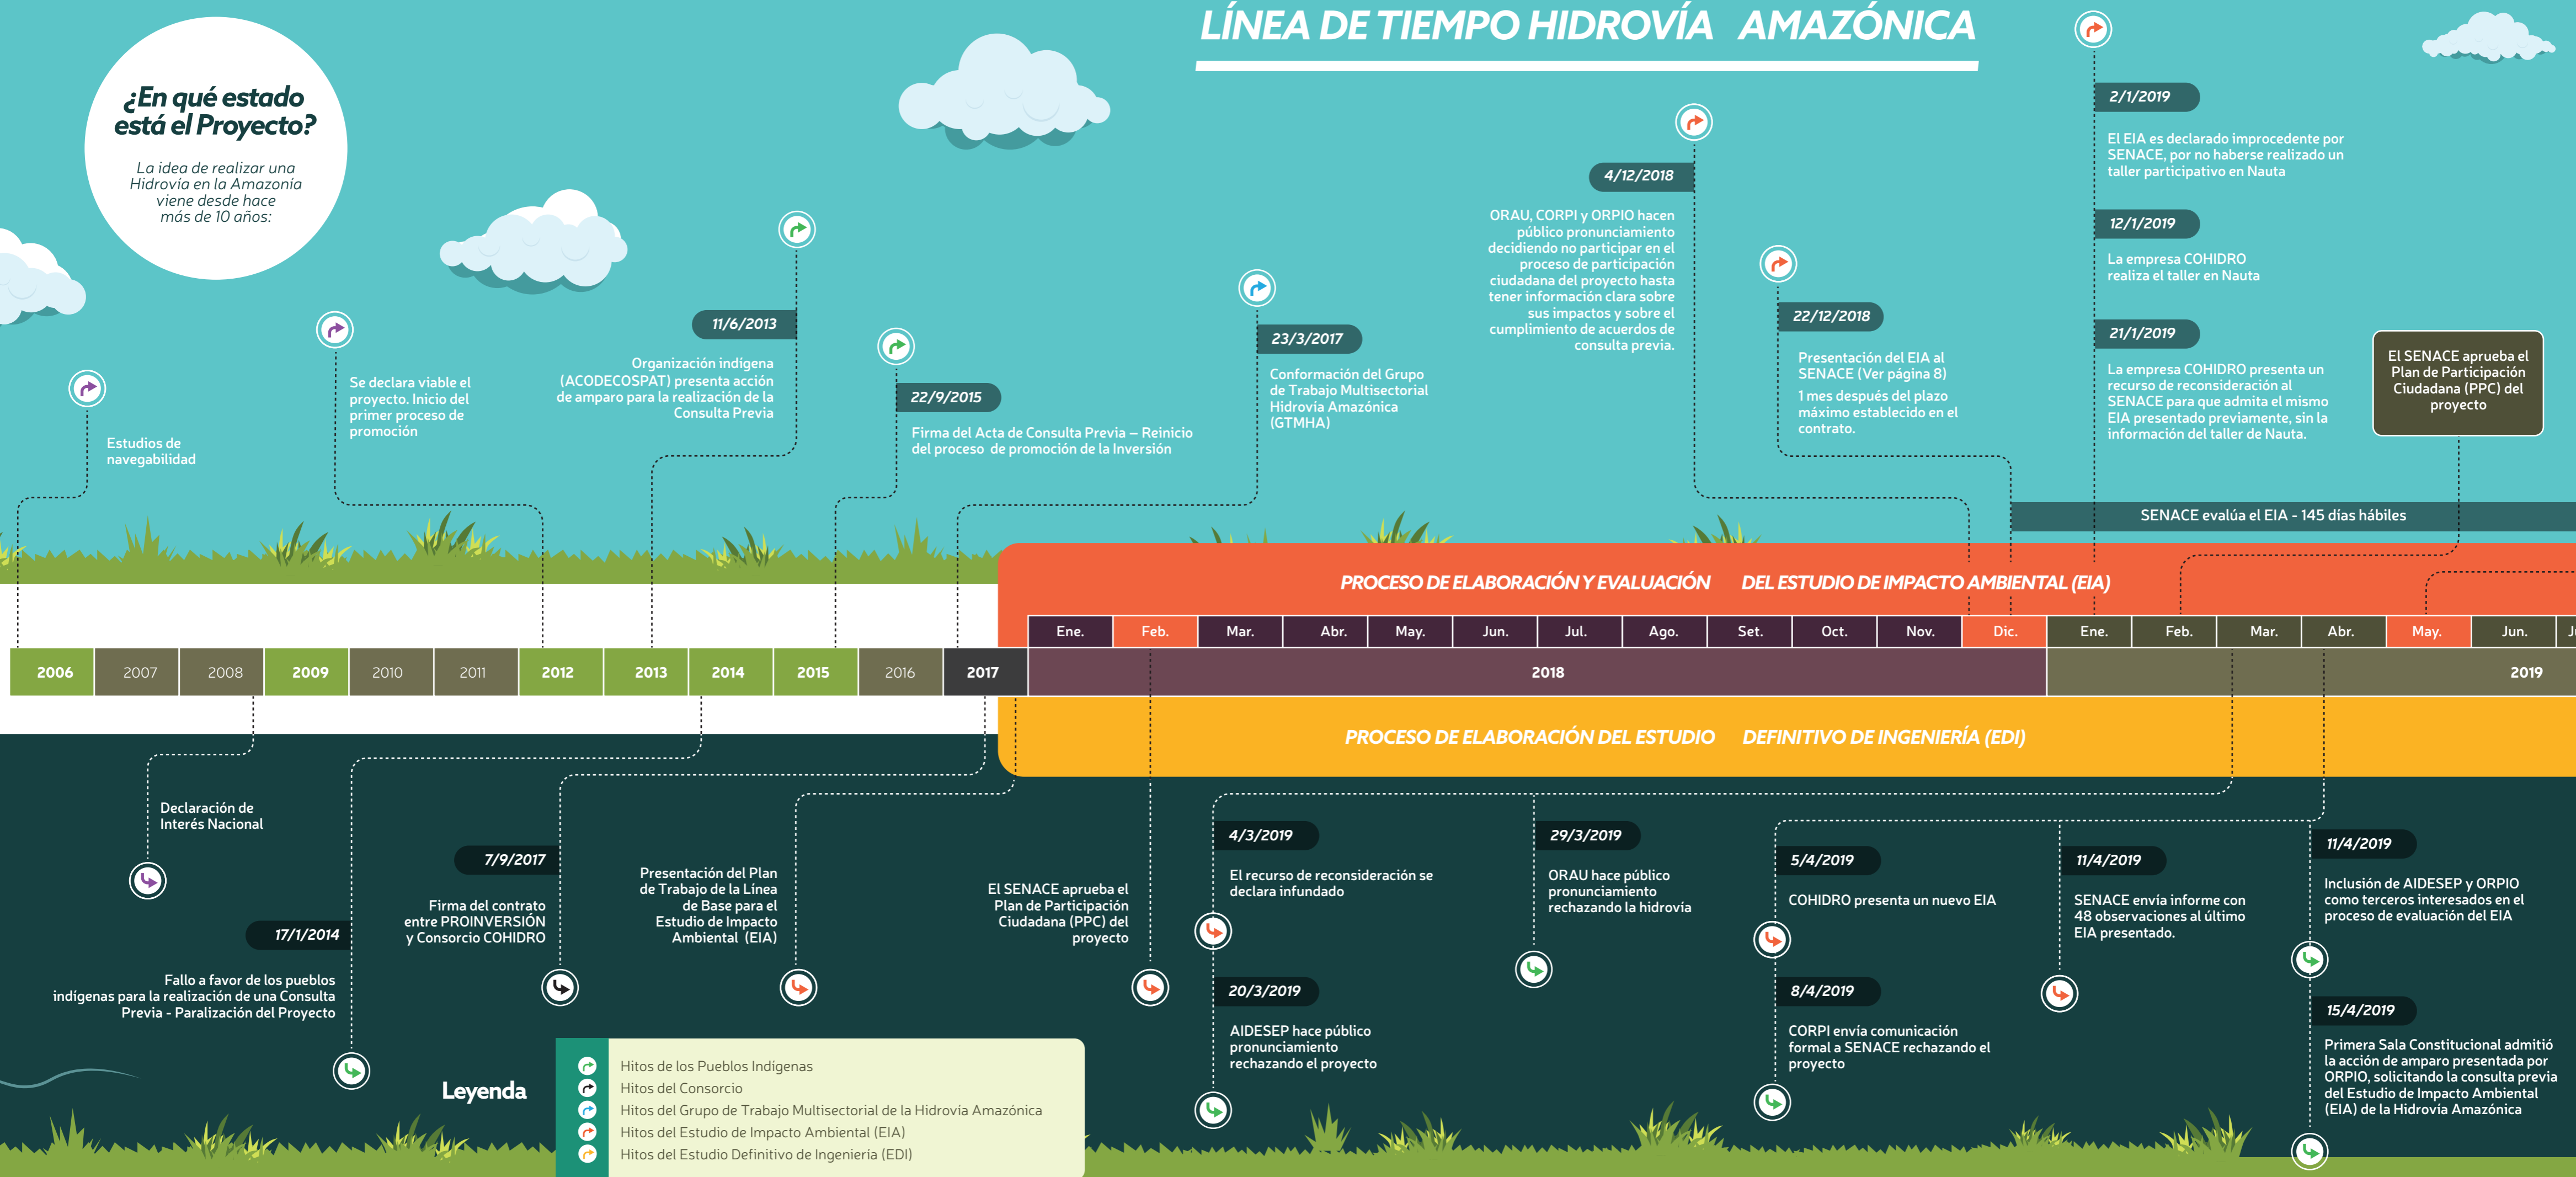 LÍNEA DE TIEMPO HIDROVÍA AMAZÓNICA
¿En qué estado
está el Proyecto?
La idea de realizar una
Hidrovía en la Amazonía
viene desde hace
más de 10 años:
Estudios de
navegabilidad
Se declara viable el
proyecto. Inicio del
primer proceso de
promoción
11/6/2013
Organización indígena
(ACODECOSPAT) presenta acción
de amparo para la realización de la
Consulta Previa
22/9/2015
Firma del Acta de Consulta Previa – Reinicio
del proceso de promoción de la Inversión
23/3/2017
Conformación del Grupo
de Trabajo Multisectorial
Hidrovía Amazónica
(GTMHA)
4/12/2018
ORAU, CORPI y ORPIO hacen
público pronunciamiento
decidiendo no participar en el
proceso de participación
ciudadana del proyecto hasta
tener información clara sobre
sus impactos y sobre el
cumplimiento de acuerdos de
consulta previa.
22/12/2018
Presentación del EIA al
SENACE (Ver página 8)
1 mes después del plazo
máximo establecido en el
contrato.
2/1/2019
El EIA es declarado improcedente por
SENACE, por no haberse realizado un
taller participativo en Nauta
12/1/2019
La empresa COHIDRO
realiza el taller en Nauta
21/1/2019
La empresa COHIDRO presenta un
recurso de reconsideración al
SENACE para que admita el mismo
EIA presentado previamente, sin la
información del taller de Nauta.
El SENACE aprueba el
Plan de Participación
Ciudadana (PPC) del
proyecto
SENACE evalúa el EIA - 145 días hábiles
PROCESO DE ELABORACIÓN Y EVALUACIÓN DEL ESTUDIO DE IMPACTO AMBIENTAL (EIA)
Ene. Feb. Mar. Abr. May. Jun. Jul. Ago. Set. Oct. Nov. Dic. Ene. Feb. Mar. Abr. May. Jun.
2006 2007 2008 2009 2010 2011 2012 2013 2014 2015 2016 2017 2018 2019
PROCESO DE ELABORACIÓN DEL ESTUDIO DEFINITIVO DE INGENIERÍA (EDI)
Declaración de
Interés Nacional
17/1/2014
Fallo a favor de los pueblos
indígenas para la realización de una Consulta
Previa - Paralización del Proyecto
7/9/2017
Firma del contrato
entre PROINVERSIÓN
y Consorcio COHIDRO
Presentación del Plan
de Trabajo de la Línea
de Base para el
Estudio de Impacto
Ambiental (EIA)
El SENACE aprueba el
Plan de Participación
Ciudadana (PPC) del
proyecto
4/3/2019
El recurso de reconsideración se
declara infundado
20/3/2019
AIDESEP hace público
pronunciamiento
rechazando el proyecto
29/3/2019
ORAU hace público
pronunciamiento
rechazando la hidrovía
5/4/2019
COHIDRO presenta un nuevo EIA
8/4/2019
CORPI envía comunicación
formal a SENACE rechazando el
proyecto
11/4/2019
SENACE envía informe con
48 observaciones al último
EIA presentado.
11/4/2019
Inclusión de AIDESEP y ORPIO
como terceros interesados en el
proceso de evaluación del EIA
15/4/2019
Primera Sala Constitucional admitió
la acción de amparo presentada por
ORPIO, solicitando la consulta previa
del Estudio de Impacto Ambiental
(EIA) de la Hidrovía Amazónica
Leyenda
Hitos de los Pueblos Indígenas
Hitos del Consorcio
Hitos del Grupo de Trabajo Multisectorial de la Hidrovía Amazónica
Hitos del Estudio de Impacto Ambiental (EIA)
Hitos del Estudio Definitivo de Ingeniería (EDI)